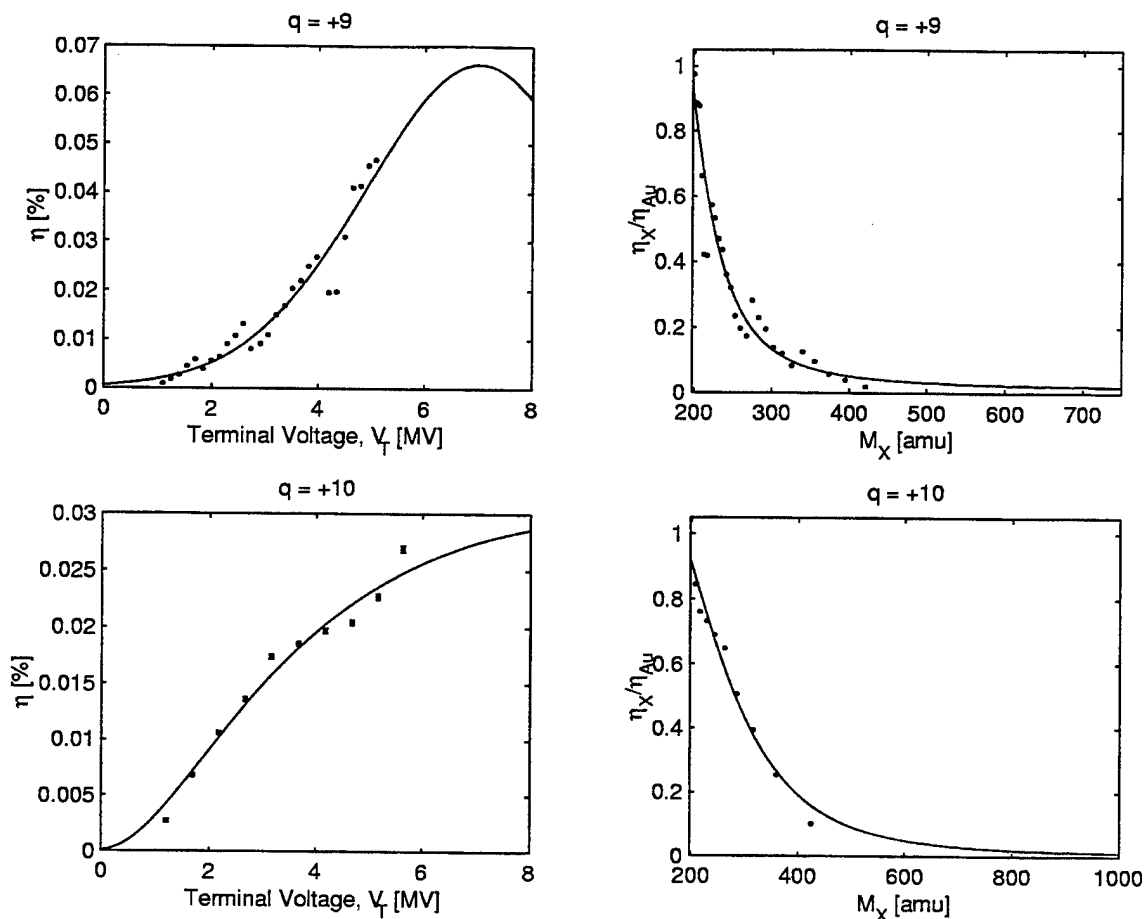 q = +9
0.07
0.06
0.05
0.04
0.03
0.02
0.01
0
η [%]
0 2 4 6 8
Terminal Voltage, V_T [MV]
q = +9
1
0.8
0.6
0.4
0.2
0
η_X/η_Au
200 300 400 500 600 700
M_X [amu]
q = +10
0.03
0.025
0.02
0.015
0.01
0.005
0
η [%]
0 2 4 6 8
Terminal Voltage, V_T [MV]
q = +10
1
0.8
0.6
0.4
0.2
0
η_X/η_Au
200 400 600 800 1000
M_X [amu]